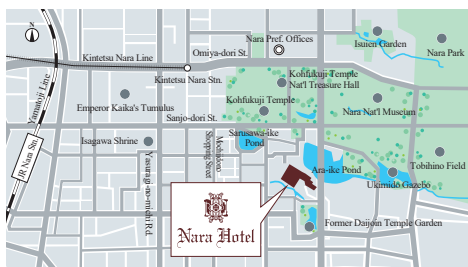 N
Nara Pref. Offices
Isuien Garden
Nara Park
Omiya-dori St.
Kintetsu Nara Line
Kintetsu Nara Stn.
Kohfukuji Temple
Nat'l Treasure Hall
Yamatoji Line
Emperor Kaika's Tumulus
Kohfukuji Temple
Nara Nat'l Museum
Sanjo-dori St.
Sarusawa-ike
Pond
Isagawa Shrine
JR Nara Stn.
Mochiidono
Shopping Street
Yasuragi-no-michi Rd.
Ara-ike Pond
Tobihino Field
Ukimido Gazebo
Nara Hotel
Former Daijoin Temple Garden